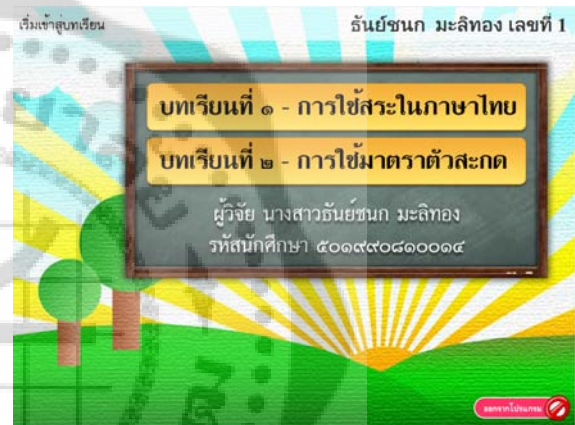 เริ่มเข้าสู่บทเรียน
ธันย์ชนก มะลิทอง เลขที่ 1
บทเรียนที่ ๑ - การใช้สระในภาษาไทย
บทเรียนที่ ๒ - การใช้มาตราตัวสะกด
ผู้วิจัย นางสาวธันย์ชนก มะลิทอง
รหัสนักศึกษา ๕๐๑๙๙๐๘๑๐๐๑๔
ออกจากโปรแกรม